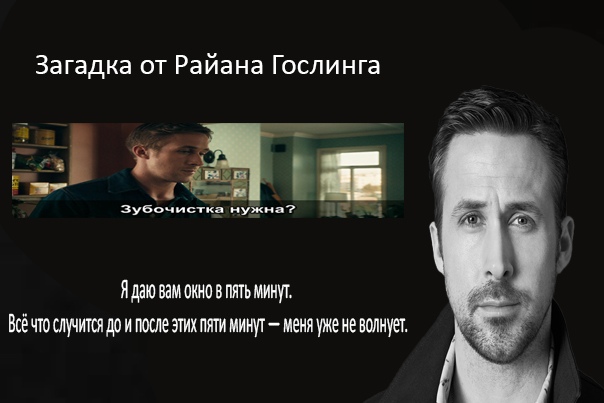 Загадка от Райана Гослинга
Зубочистка нужна?
Я даю вам окно в пять минут.
Всё что случится до и после этих пяти минут — меня уже не волнует.